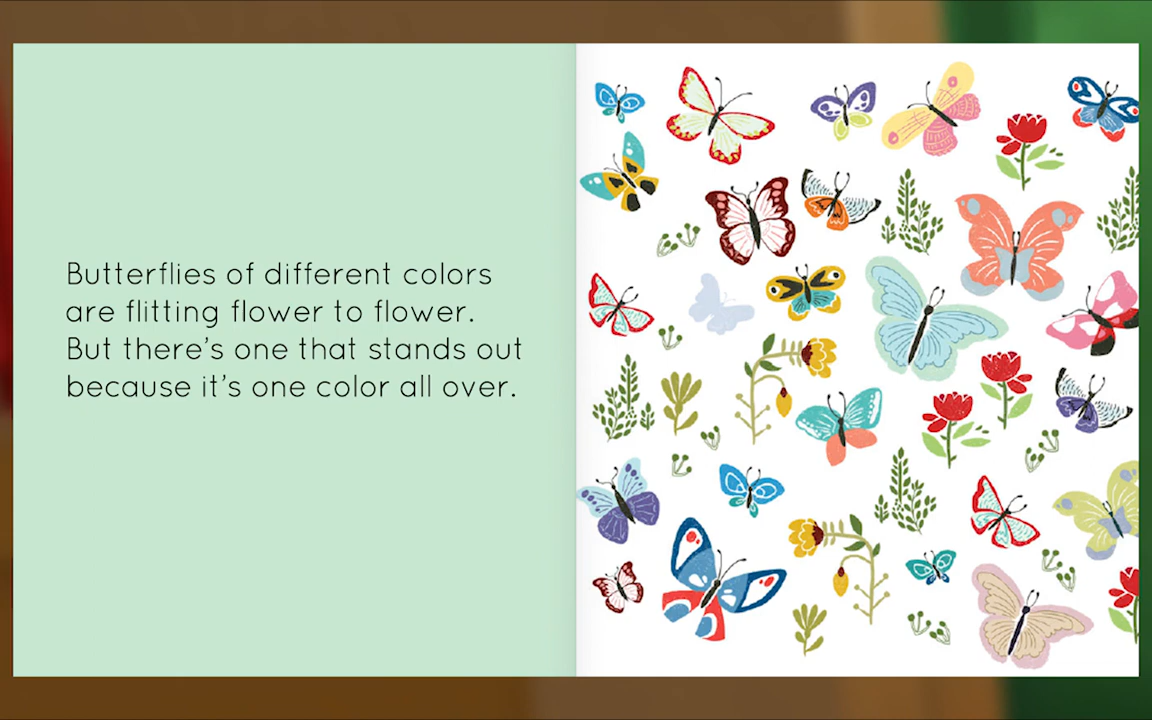 Butterflies of different colors
are flitting flower to flower.
But there's one that stands out
because it's one color all over.